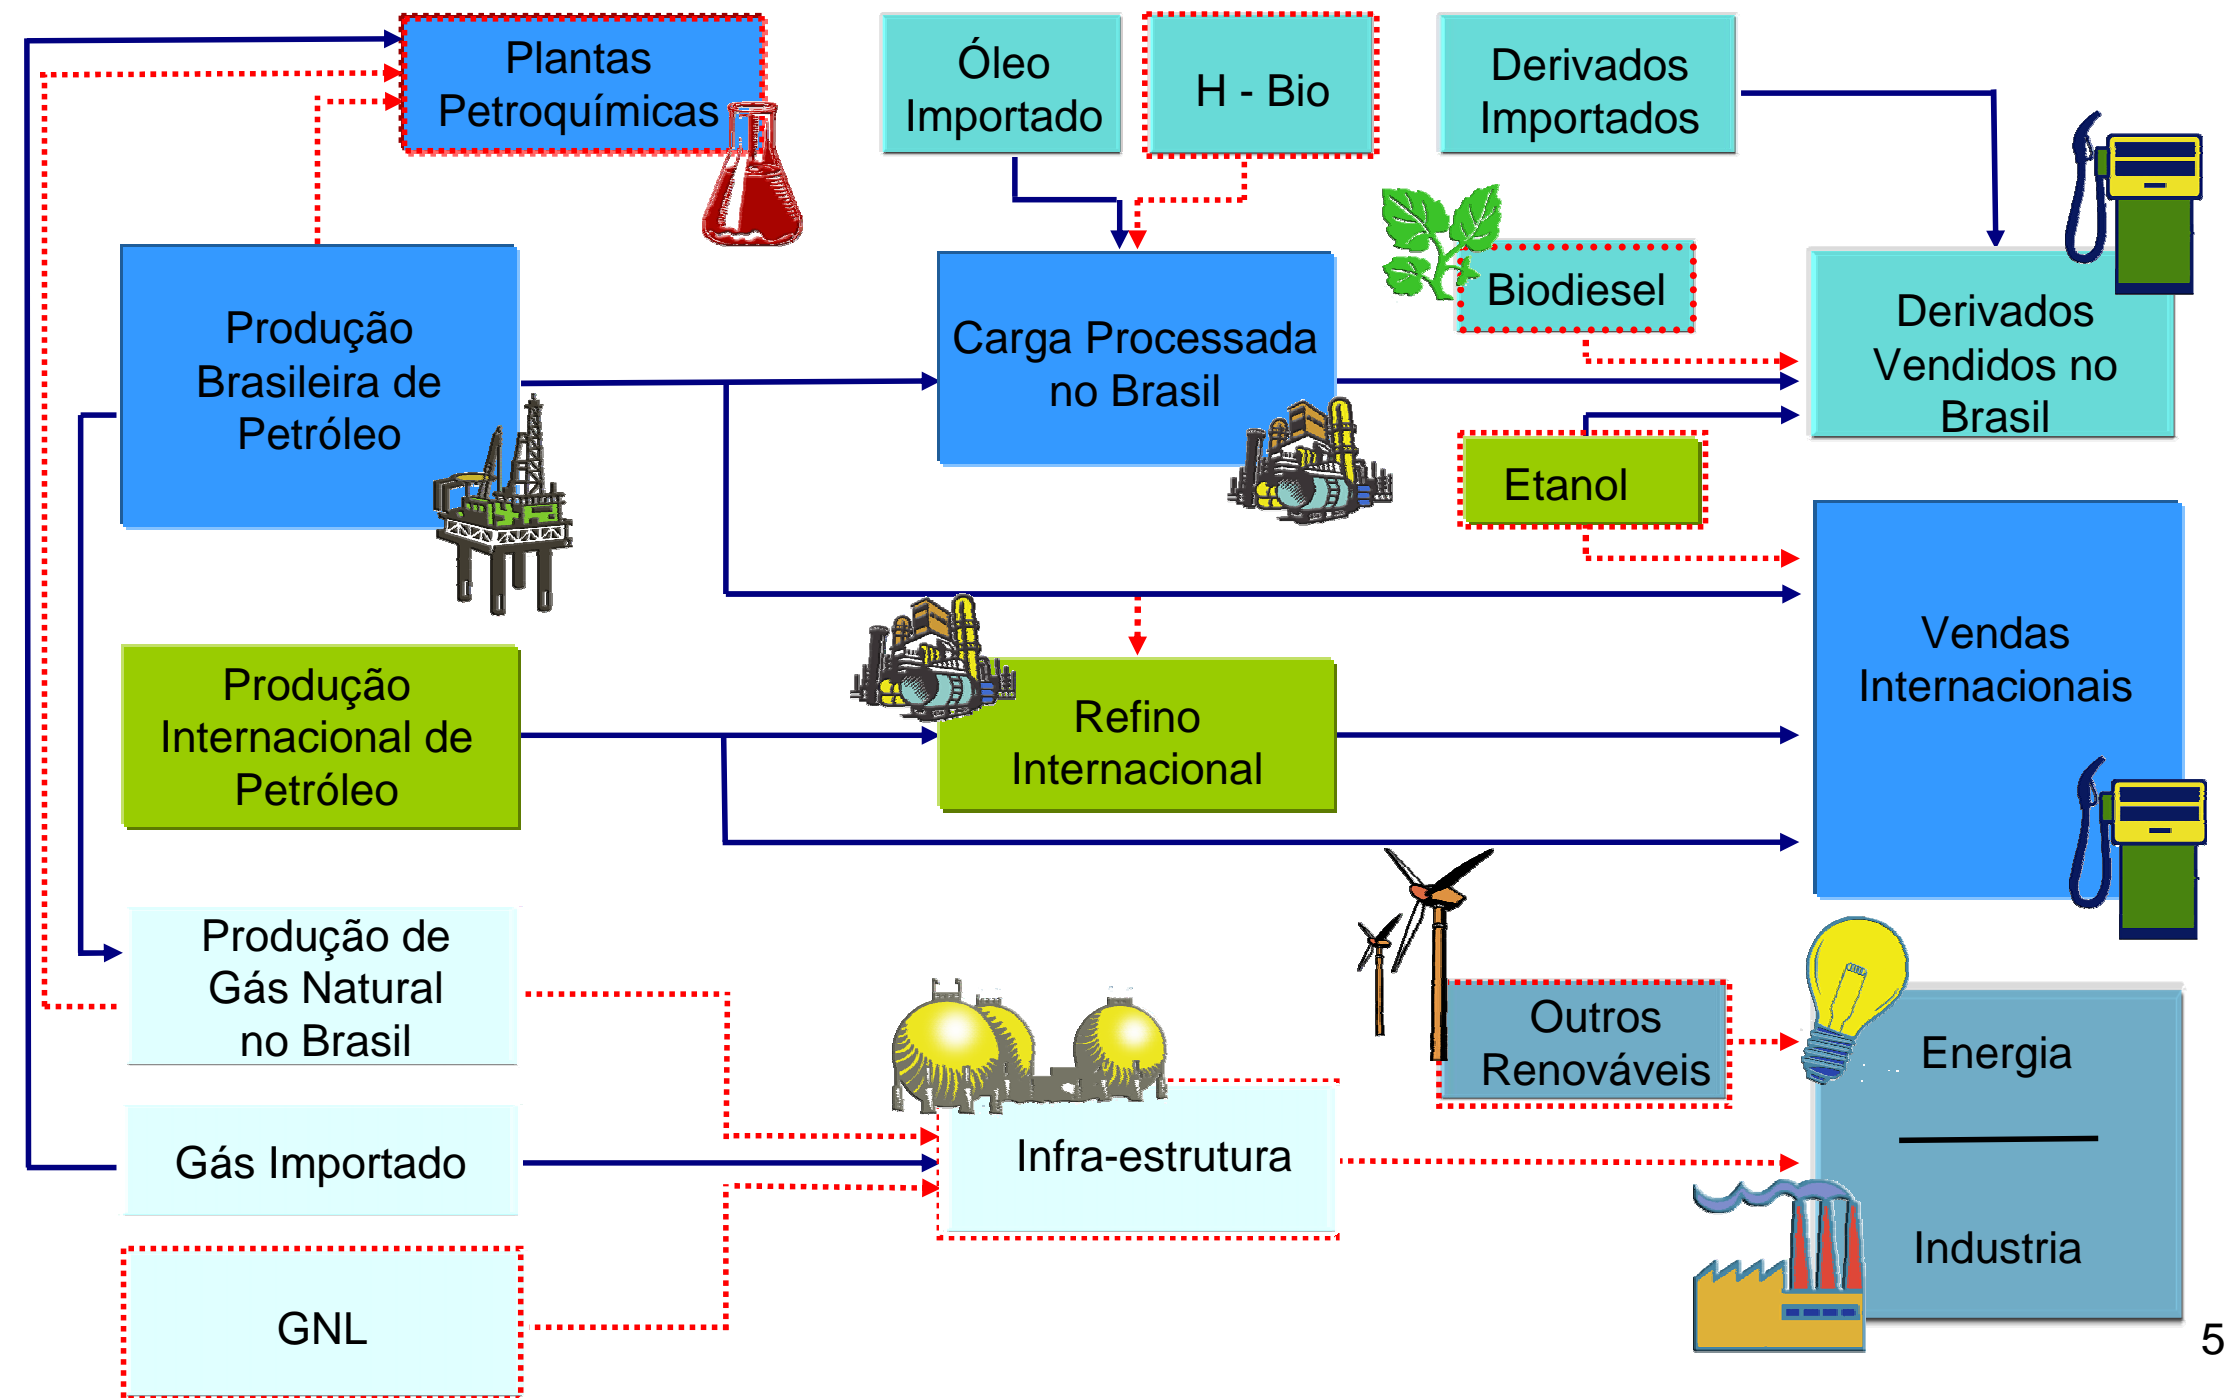 Plantas
Petroquímicas
Óleo
Importado
H - Bio
Derivados
Importados
Produção
Brasileira de
Petróleo
Carga Processada
no Brasil
Biodiesel
Derivados
Vendidos no
Brasil
Etanol
Produção
Internacional de
Petróleo
Refino
Internacional
Vendas
Internacionais
Produção de
Gás Natural
no Brasil
Outros
Renováveis
Energia
Gás Importado
Infra-estrutura
Industria
GNL
5